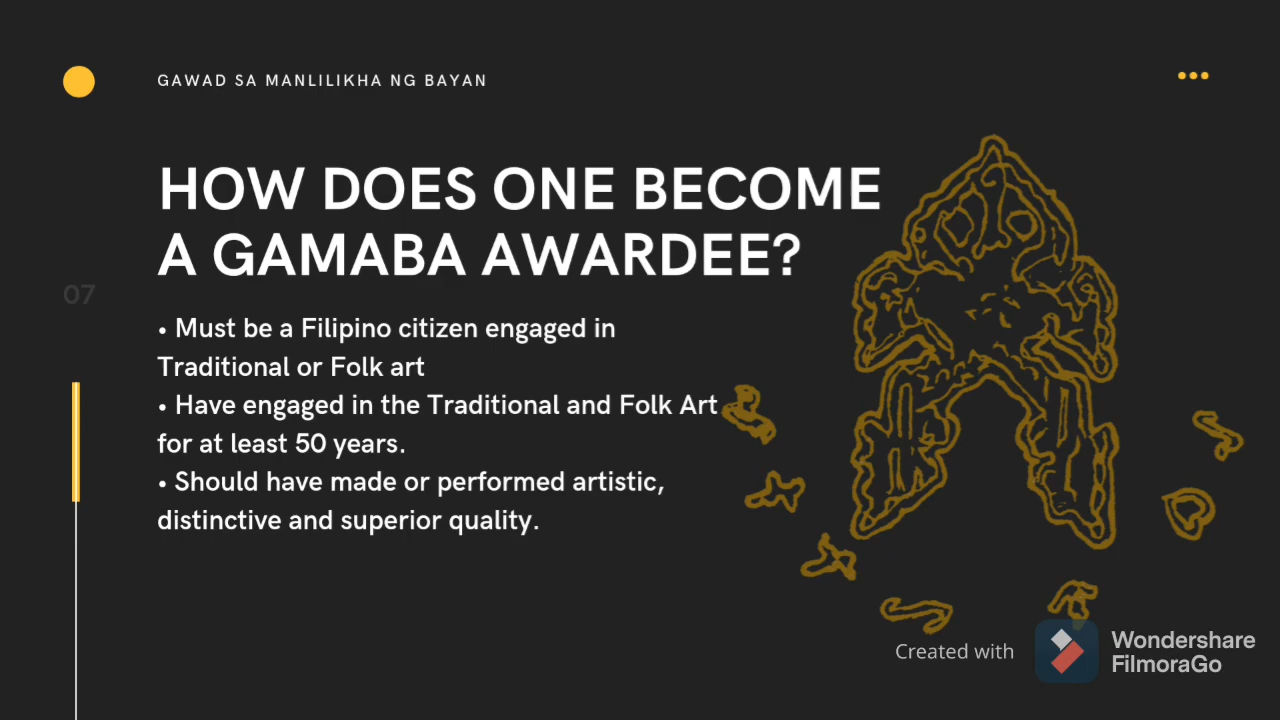 GAWAD SA MANLILIKHA NG BAYAN
HOW DOES ONE BECOME
A GAMABA AWARDEE?
07
• Must be a Filipino citizen engaged in
Traditional or Folk art
• Have engaged in the Traditional and Folk Art
for at least 50 years.
• Should have made or performed artistic,
distinctive and superior quality.
Created with
Wondershare
FilmoraGo